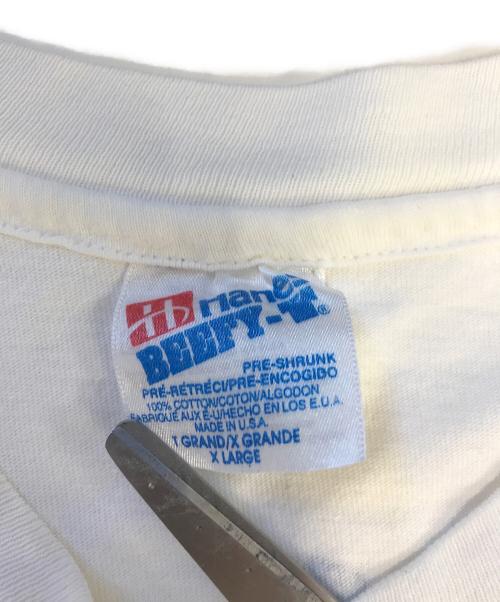 Hanes
BEEFY-T®
PRE-SHRUNK
PRÉ-RÉTRÉCI/PRE-ENCOGIDO
100% COTTON/COTON/ALGODON
FABRIQUÉ AUX É-U/HECHO EN LOS E.U.A.
MADE IN U.S.A.
T GRAND/X GRANDE
X LARGE